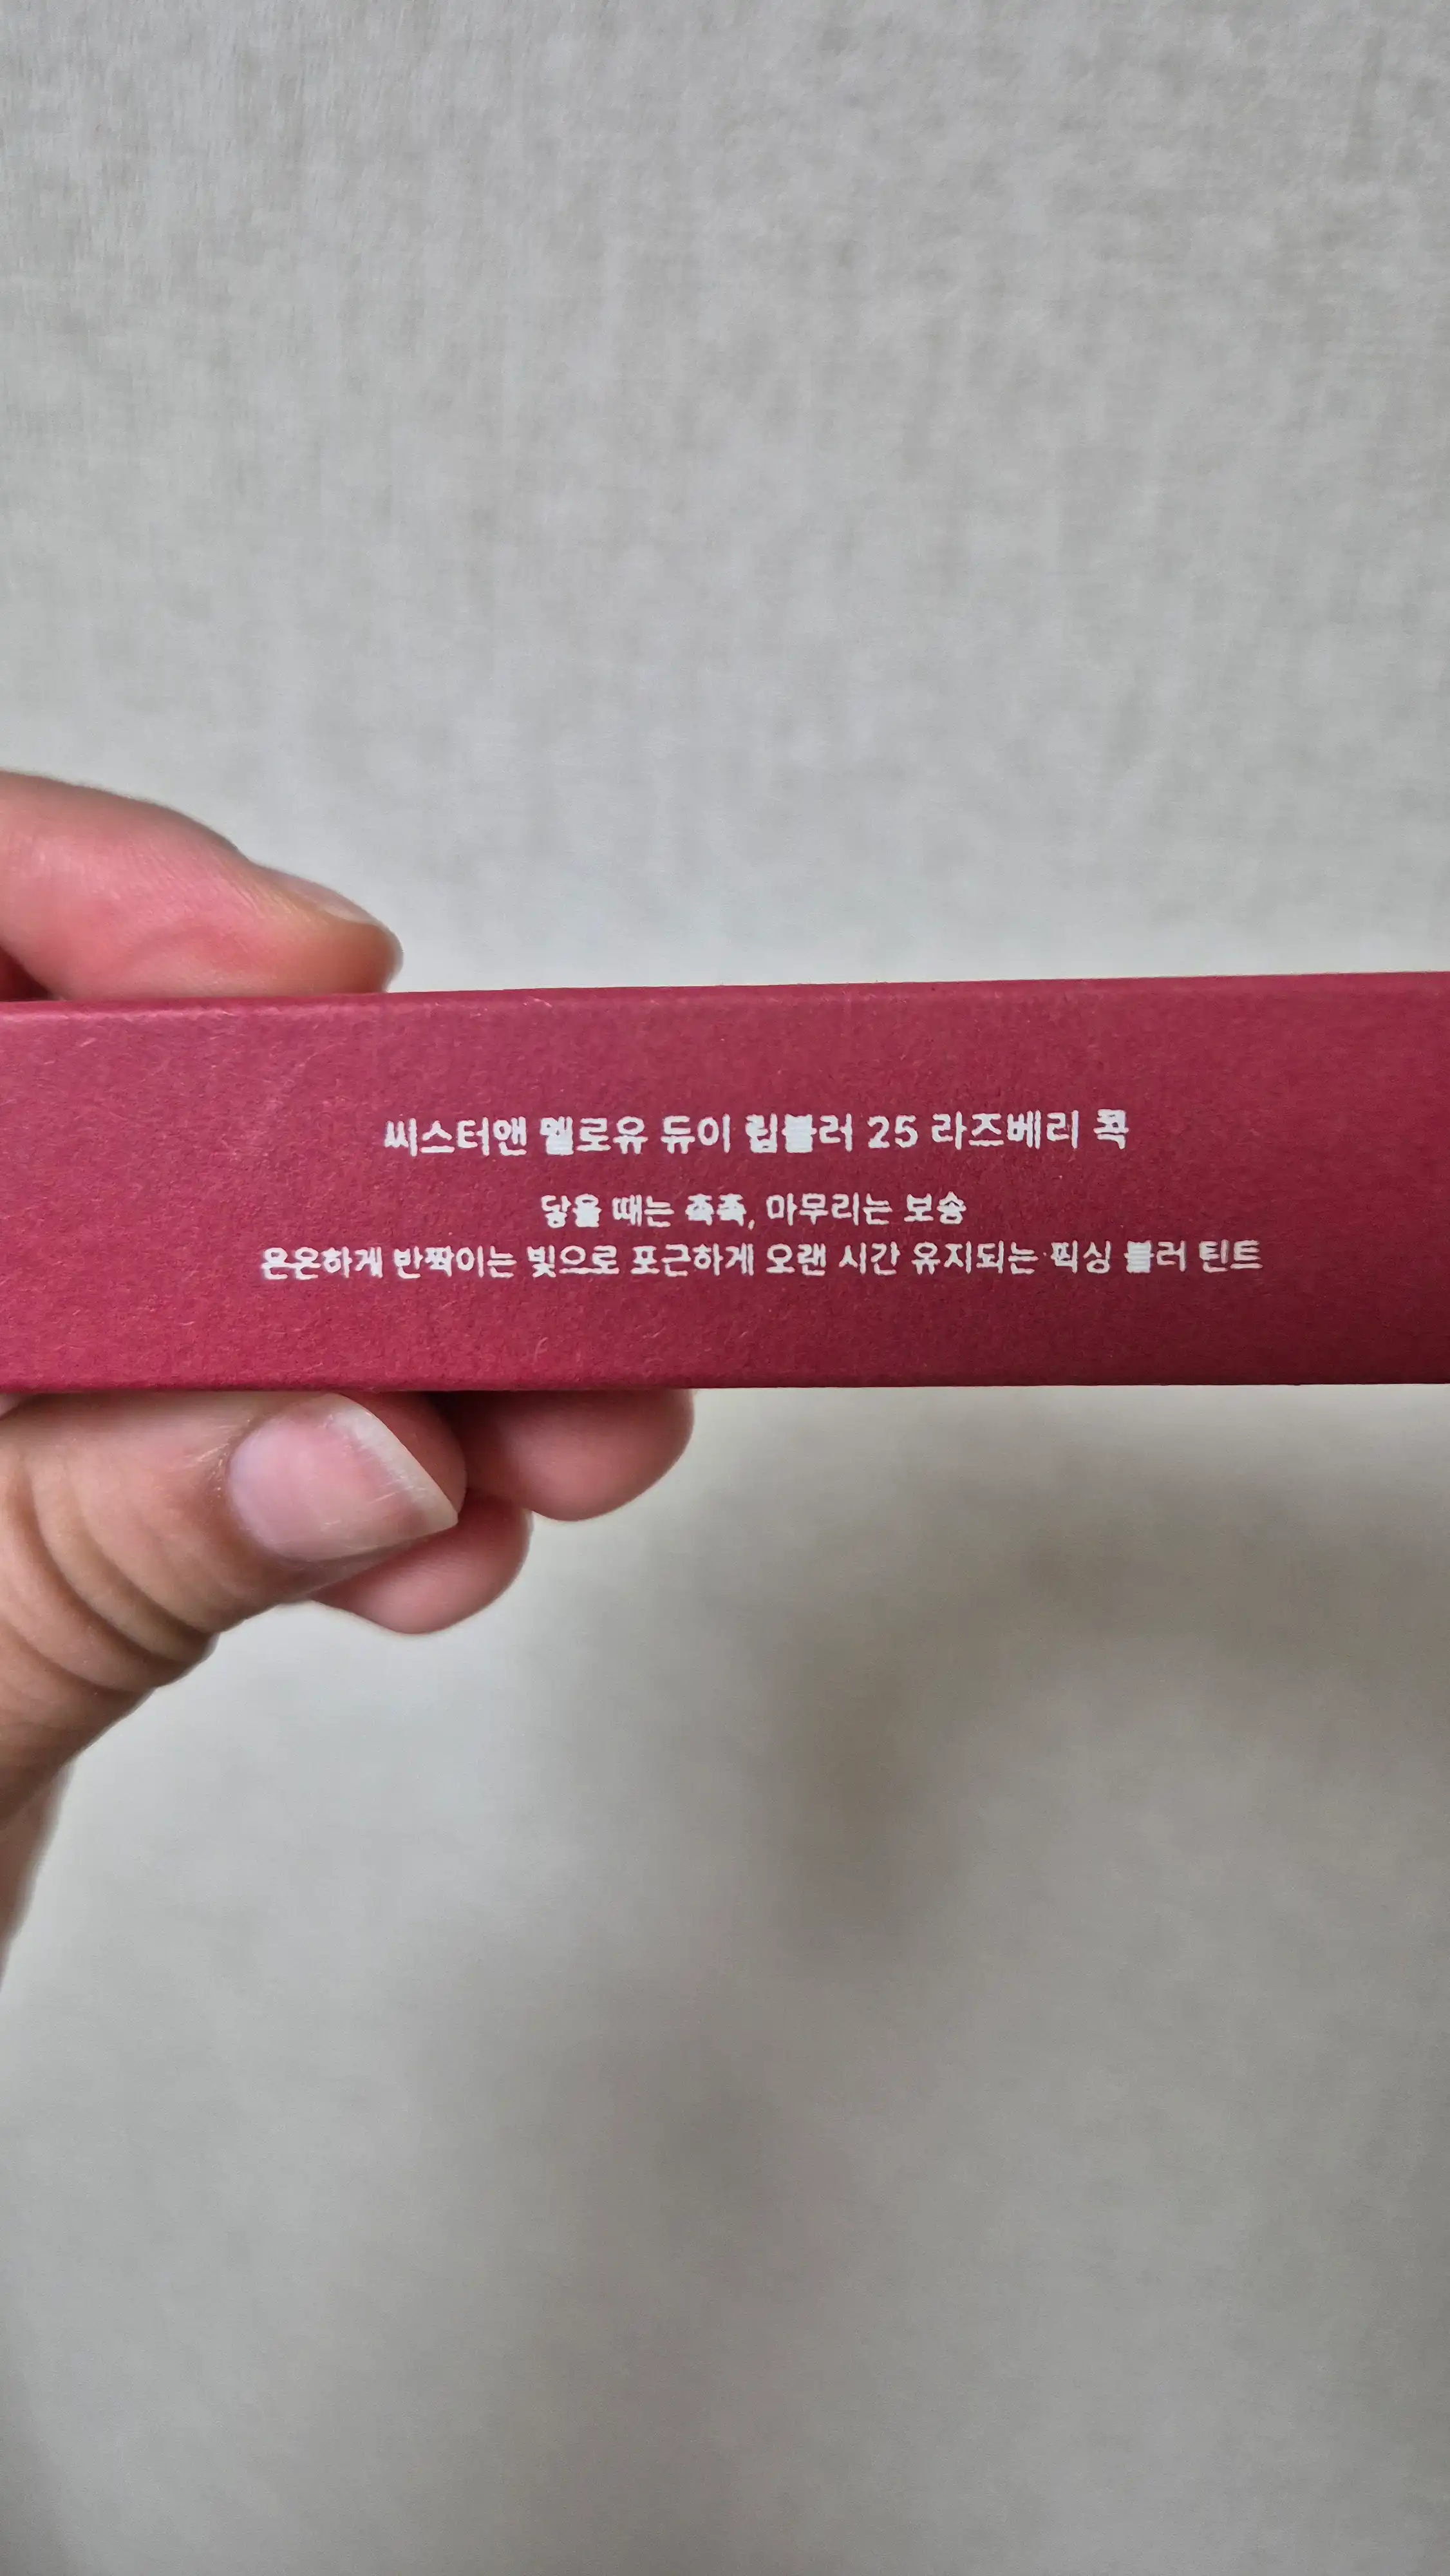 씨스터앤 멜로유 듀이 립블러 25 라즈베리 콕
닿을 때는 촉촉, 마무리는 보송
은은하게 반짝이는 빛으로 포근하게 오랜 시간 유지되는 픽싱 블러 틴트